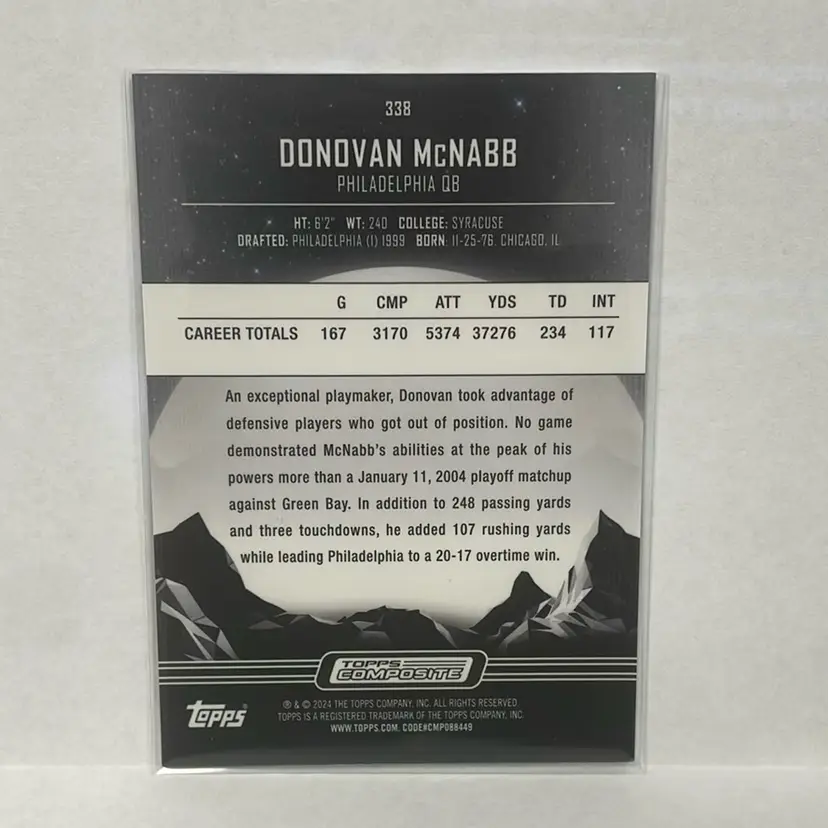 338
DONOVAN McNABB
PHILADELPHIA QB
HT: 6'2" WT: 240 COLLEGE: SYRACUSE
DRAFTED: PHILADELPHIA (1) 1999 BORN: 11-25-76, CHICAGO, IL
G CMP ATT YDS TD INT
CAREER TOTALS 167 3170 5374 37276 234 117
An exceptional playmaker, Donovan took advantage of
defensive players who got out of position. No game
demonstrated McNabb's abilities at the peak of his
powers more than a January 11, 2004 playoff matchup
against Green Bay. In addition to 248 passing yards
and three touchdowns, he added 107 rushing yards
while leading Philadelphia to a 20-17 overtime win.
TOPPS
COMPOSITE
Topps
® & © 2024 THE TOPPS COMPANY, INC. ALL RIGHTS RESERVED.
TOPPS IS A REGISTERED TRADEMARK OF THE TOPPS COMPANY, INC.
WWW.TOPPS.COM. CODE#CMP088449